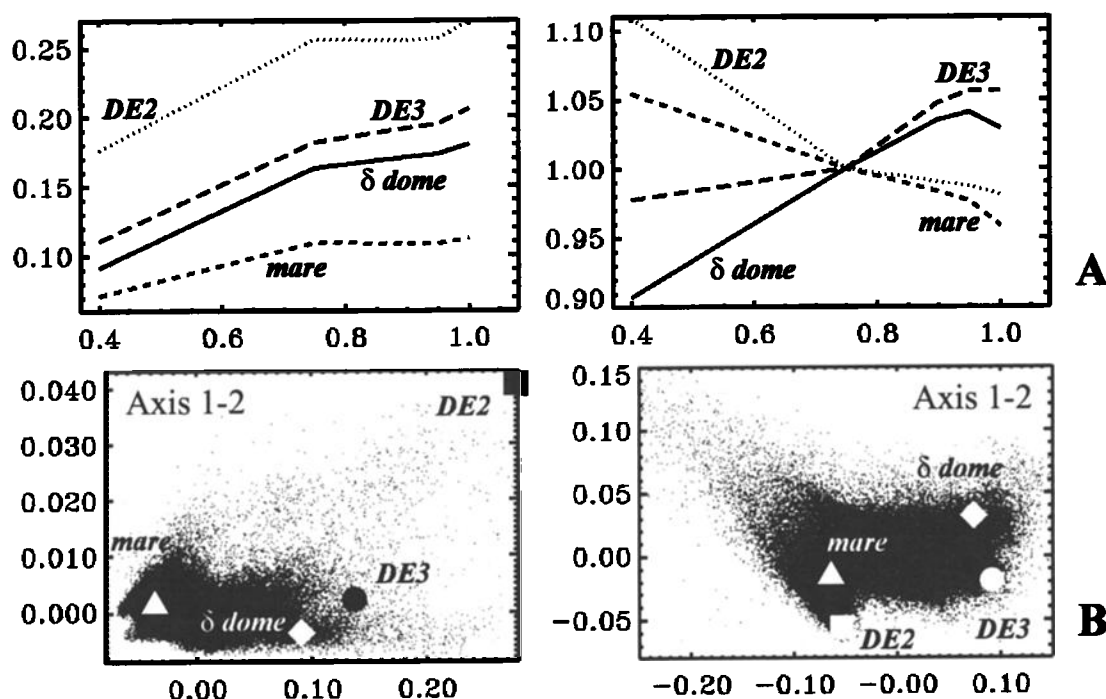 0.25
0.20
0.15
0.10
DE2
DE3
δ dome
mare
0.4 0.6 0.8 1.0
1.10
1.05
1.00
0.95
0.90
DE2
DE3
mare
δ dome
0.4 0.6 0.8 1.0
A
0.040
0.030
0.020
0.010
0.000
Axis 1-2
DE2
mare
DE3
δ dome
0.00 0.10 0.20
0.15
0.10
0.05
0.00
-0.05
Axis 1-2
δ dome
mare
DE2
DE3
-0.20 -0.10 -0.00 0.10
B